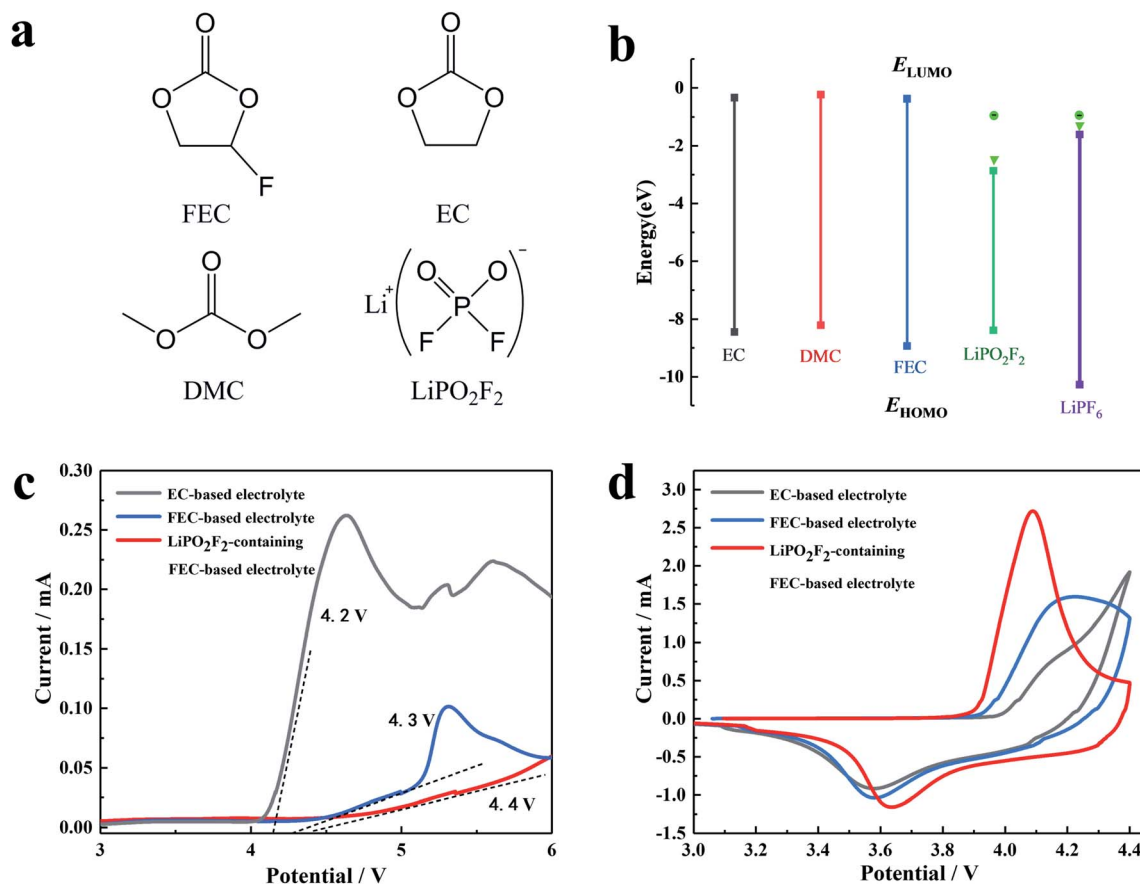 a
O
O
O
F
FEC
O
O
O
EC
O
O
O
DMC
Li+
O
O−
P
F
F
LiPO2F2
b
ELUMO
0
-2
-4
-6
-8
-10
Energy(eV)
EC
DMC
FEC
LiPO2F2
LiPF6
EHOMO
c
0.30
0.25
0.20
0.15
0.10
0.05
0.00
Current / mA
EC-based electrolyte
FEC-based electrolyte
LiPO2F2-containing
FEC-based electrolyte
4. 2 V
4. 3 V
4. 4 V
3 4 5 6
Potential / V
d
3.0
2.5
2.0
1.5
1.0
0.5
0.0
-0.5
-1.0
-1.5
Current / mA
EC-based electrolyte
FEC-based electrolyte
LiPO2F2-containing
FEC-based electrolyte
3.0 3.2 3.4 3.6 3.8 4.0 4.2 4.4
Potential / V